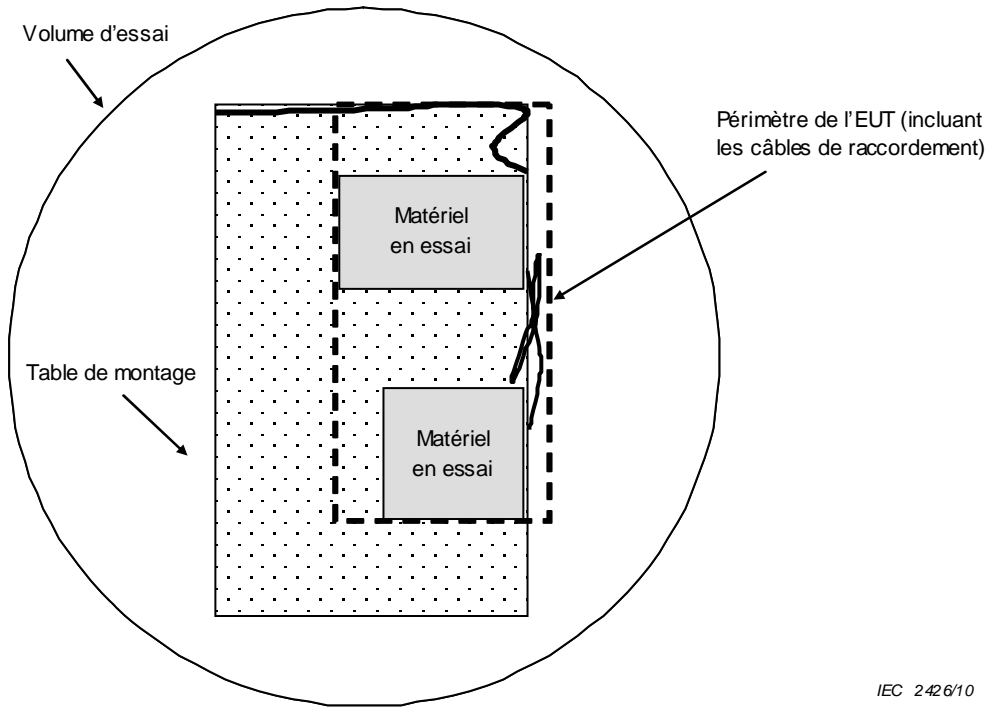 Volume d'essai
Périmètre de l'EUT (incluant
les câbles de raccordement)
Matériel
en essai
Table de montage
Matériel
en essai
IEC 2426/10